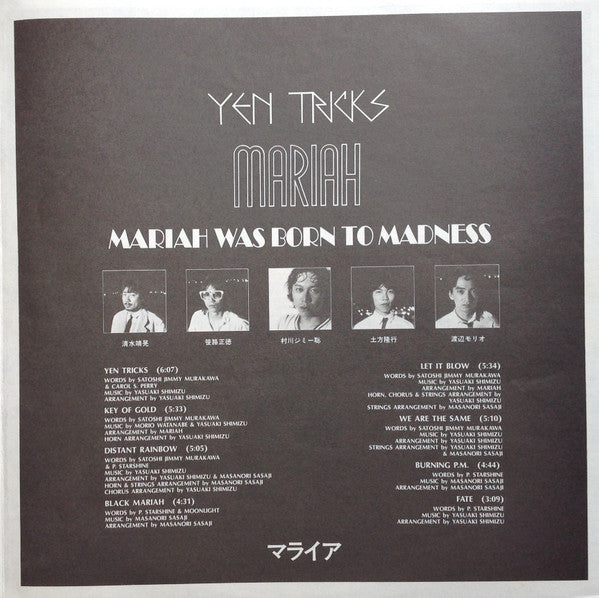 YEN TRICKS
MARIAH
MARIAH WAS BORN TO MADNESS
清水靖晃
笹路正徳
村川ジミー聡
土方隆行
渡辺モリオ
YEN TRICKS (6:07)
WORDS by SATOSHI JIMMY MURAKAWA
& CAROL S. PERRY
MUSIC by YASUAKI SHIMIZU
ARRANGEMENT by YASUAKI SHIMIZU
KEY OF GOLD (5:33)
WORDS by SATOSHI JIMMY MURAKAWA
MUSIC by MORIO WATANABE & YASUAKI SHIMIZU
ARRANGEMENT by MARIAH
HORN ARRANGEMENT by YASUAKI SHIMIZU
DISTANT RAINBOW (5:05)
WORDS by SATOSHI JIMMY MURAKAWA
& P. STARSHINE
MUSIC by YASUAKI SHIMIZU
ARRANGEMENT by YASUAKI SHIMIZU & MASANORI SASAJI
HORN & STRINGS ARRANGEMENT by MASANORI SASAJI
CHORUS ARRANGEMENT by YASUAKI SHIMIZU
BLACK MARIAH (4:31)
WORDS by P. STARSHINE & MOONLIGHT
MUSIC by MASANORI SASAJI
ARRANGEMENT by MASANORI SASAJI
LET IT BLOW (5:34)
WORDS by SATOSHI JIMMY MURAKAWA
MUSIC by YASUAKI SHIMIZU
ARRANGEMENT by MARIAH
HORN, CHORUS & STRINGS ARRANGEMENT by
YASUAKI SHIMIZU
STRINGS ARRANGEMENT by MASANORI SASAJI
WE ARE THE SAME (5:10)
WORDS by SATOSHI JIMMY MURAKAWA
MUSIC by YASUAKI SHIMIZU
ARRANGEMENT by YASUAKI SHIMIZU
STRINGS ARRANGEMENT by YASUAKI SHIMIZU
& MASANORI SASAJI
BURNING P.M. (4:44)
WORDS by P. STARSHINE
MUSIC by MASANORI SASAJI
ARRANGEMENT by MASANORI SASAJI
FATE (3:09)
WORDS by P. STARSHINE
MUSIC by YASUAKI SHIMIZU
ARRANGEMENT by YASUAKI SHIMIZU
マライア